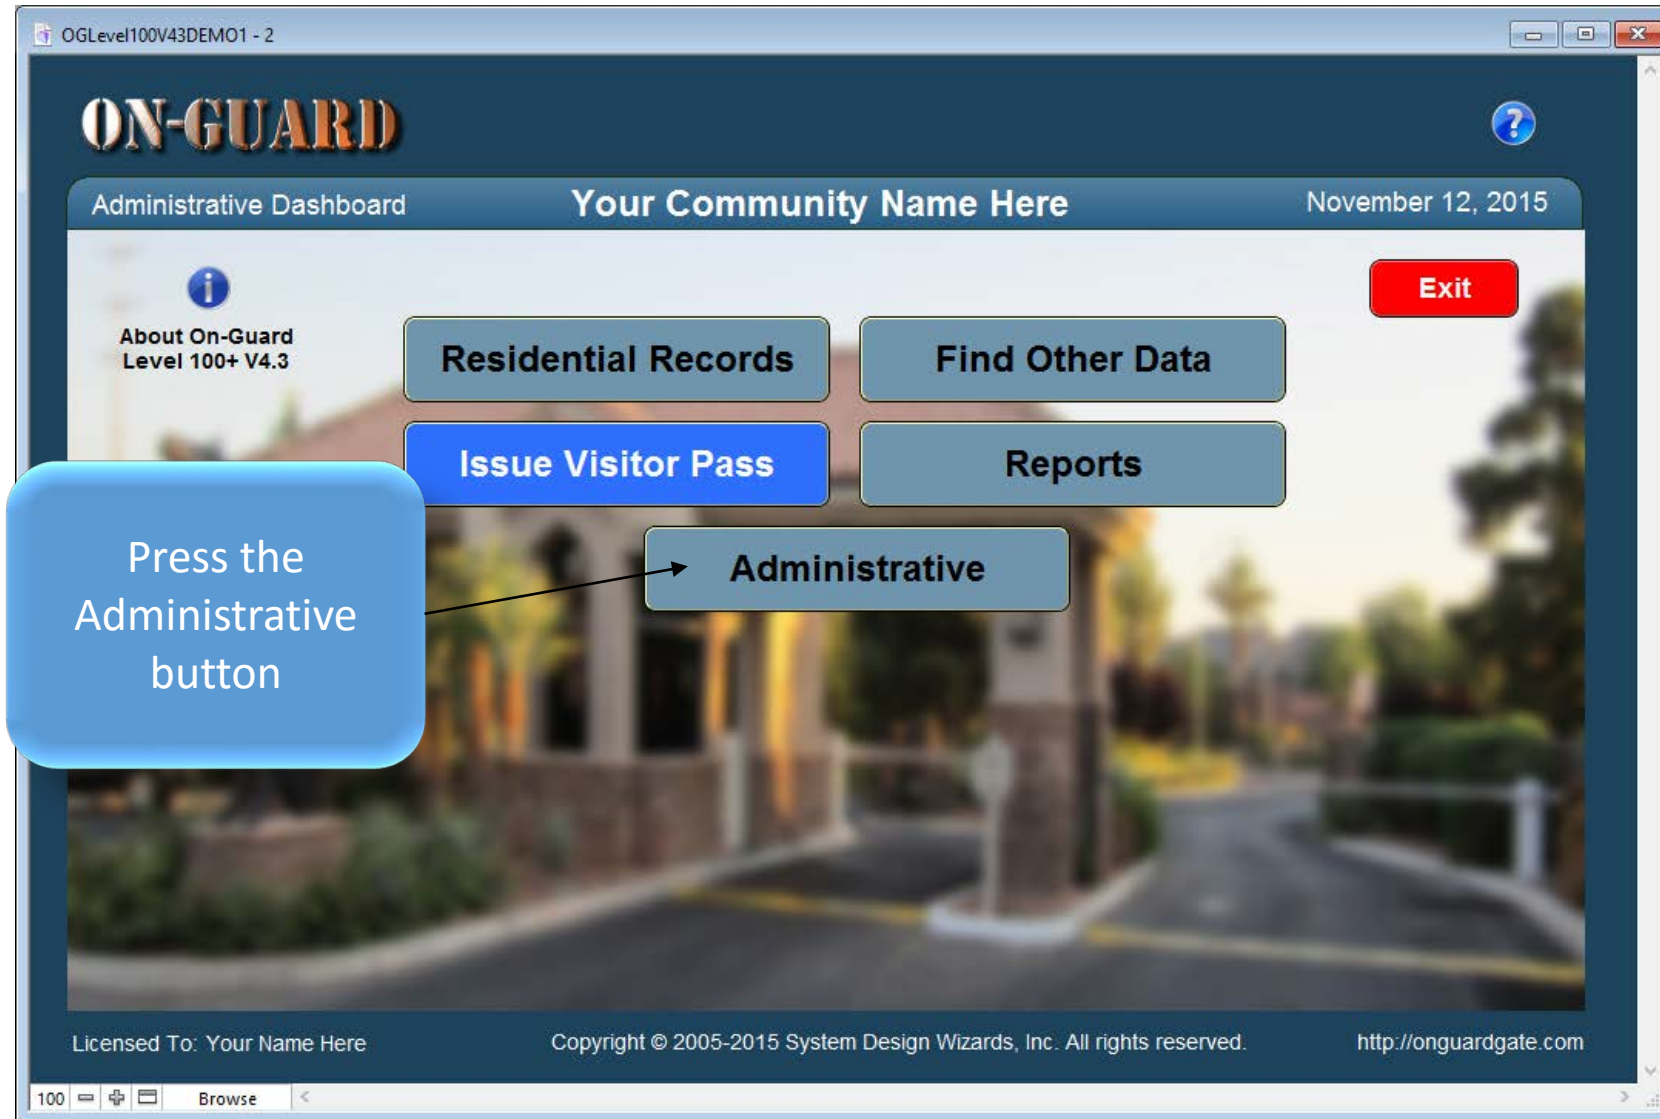 OGLevel100V43DEMO1 - 2
ON-GUARD
?
Administrative Dashboard
Your Community Name Here
November 12, 2015
i
Exit
About On-Guard
Level 100+ V4.3
Residential Records
Find Other Data
Issue Visitor Pass
Reports
Press the
Administrative
button
Administrative
Licensed To: Your Name Here
Copyright © 2005-2015 System Design Wizards, Inc. All rights reserved.
http://onguardgate.com
100
Browse